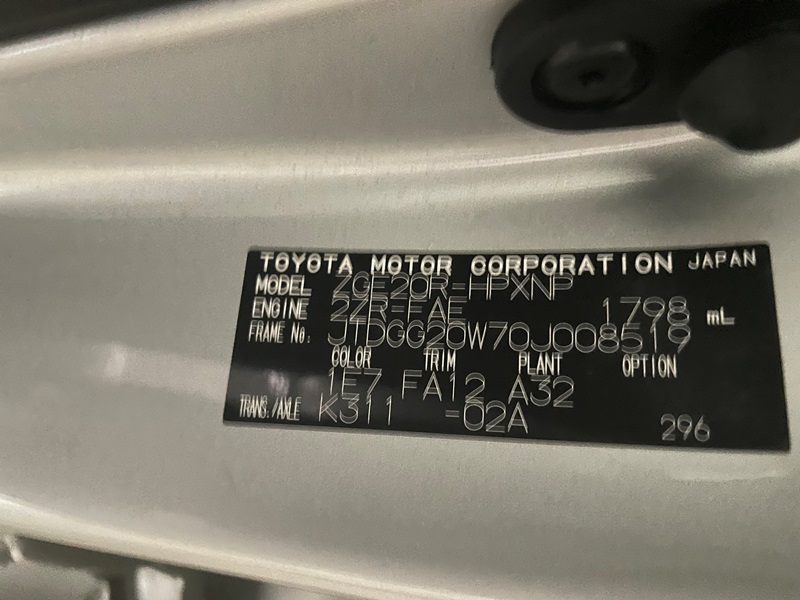 TOYOTA MOTOR CORPORATION JAPAN
MODEL ZGE20R-HPXNP
ENGINE 2ZR-FAE 1798 mL
FRAME No. JTDGG20W70J008519
COLOR TRIM PLANT OPTION
1E7 FA12 A32
TRANS./AXLE K311 -02A
296